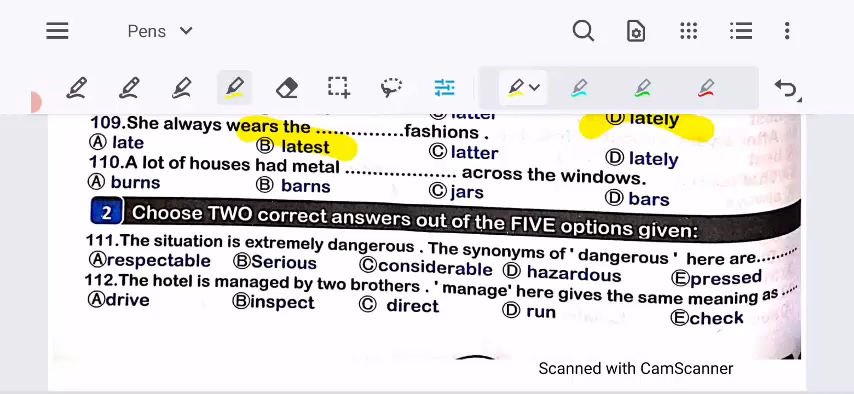 Pens
Ⓒ latter Ⓓ lately
109.She always wears the ................fashions .
Ⓐ late Ⓑ latest Ⓒ latter Ⓓ lately
110.A lot of houses had metal .................... across the windows.
Ⓐ burns Ⓑ barns Ⓒ jars Ⓓ bars
2 Choose TWO correct answers out of the FIVE options given:
111.The situation is extremely dangerous . The synonyms of ' dangerous ' here are..........
Ⓐrespectable ⒷSerious Ⓒconsiderable Ⓓ hazardous Ⓔpressed
112.The hotel is managed by two brothers . ' manage' here gives the same meaning as .....
Ⓐdrive Ⓑinspect Ⓒ direct Ⓓ run Ⓔcheck
Scanned with CamScanner